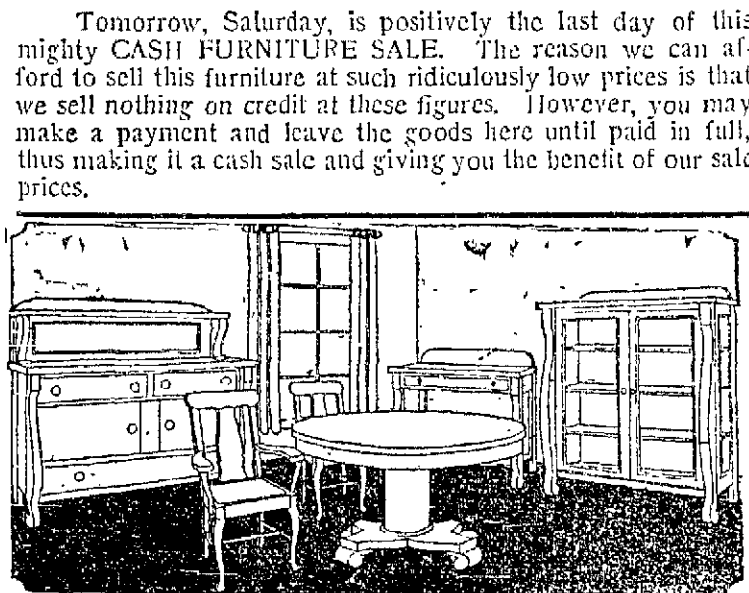 Tomorrow, Saturday, is positively the last day of this
mighty CASH FURNITURE SALE. The reason we can af-
ford to sell this furniture at such ridiculously low prices is that
we sell nothing on credit at these figures. However, you may
make a payment and leave the goods here until paid in full,
thus making it a cash sale and giving you the benefit of our sale
prices.